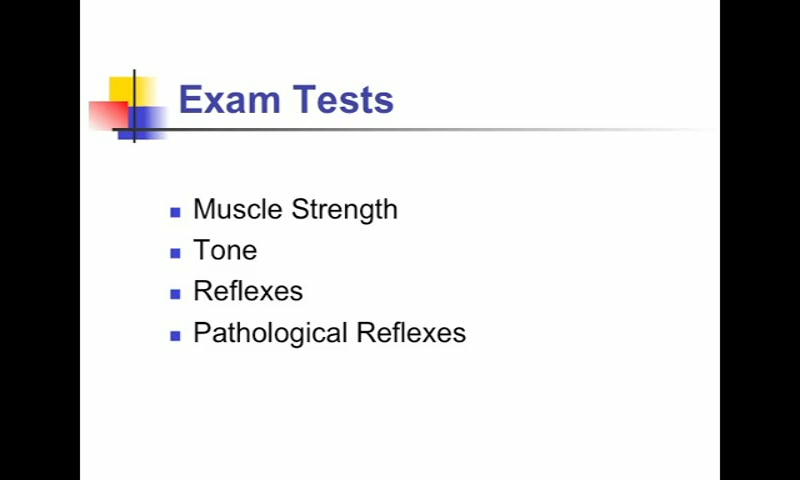 Exam Tests
Muscle Strength
Tone
Reflexes
Pathological Reflexes